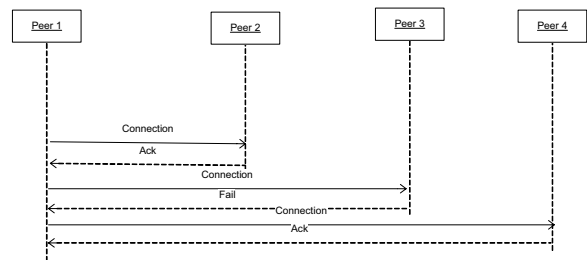 Peer 1
Peer 2
Peer 3
Peer 4
Connection
Ack
Connection
Fail
Connection
Ack